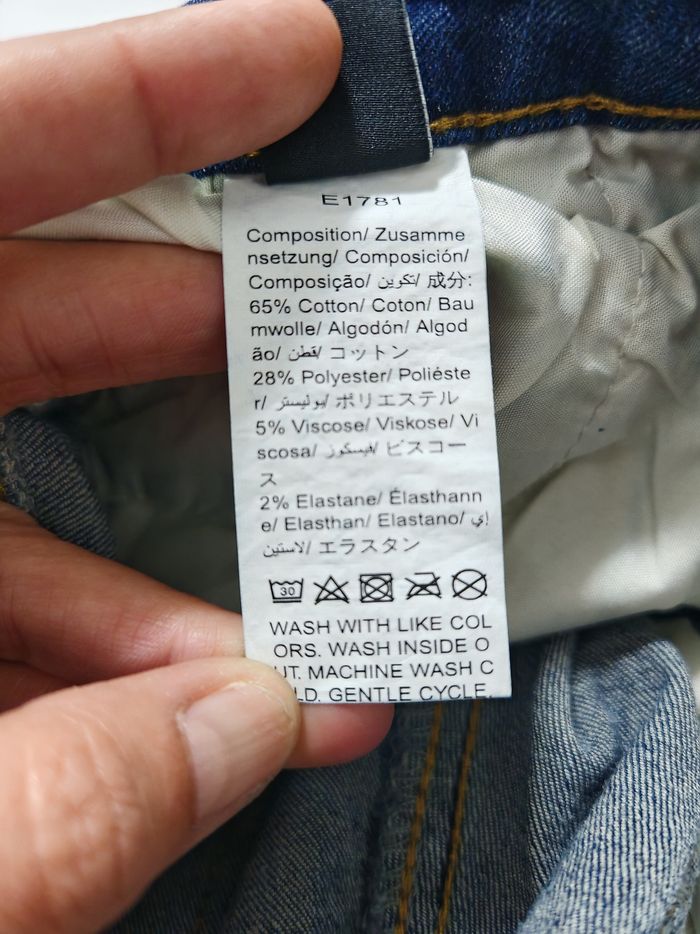 E1781
Composition/ Zusamme
nsetzung/ Composición/
Composição/ تكوين/ 成分:
65% Cotton/ Coton/ Bau
mwolle/ Algodón/ Algod
ão/ قطن/ コットン
28% Polyester/ Poliéste
r/ بوليستر/ ポリエステル
5% Viscose/ Viskose/ Vi
scosa/ فيسكوز/ ビスコー
ス
2% Elastane/ Élasthann
e/ Elasthan/ Elastano/ إي
لاستين/ エラスタン
30
WASH WITH LIKE COL
ORS. WASH INSIDE O
UT. MACHINE WASH C
LD. GENTLE CYCLE.